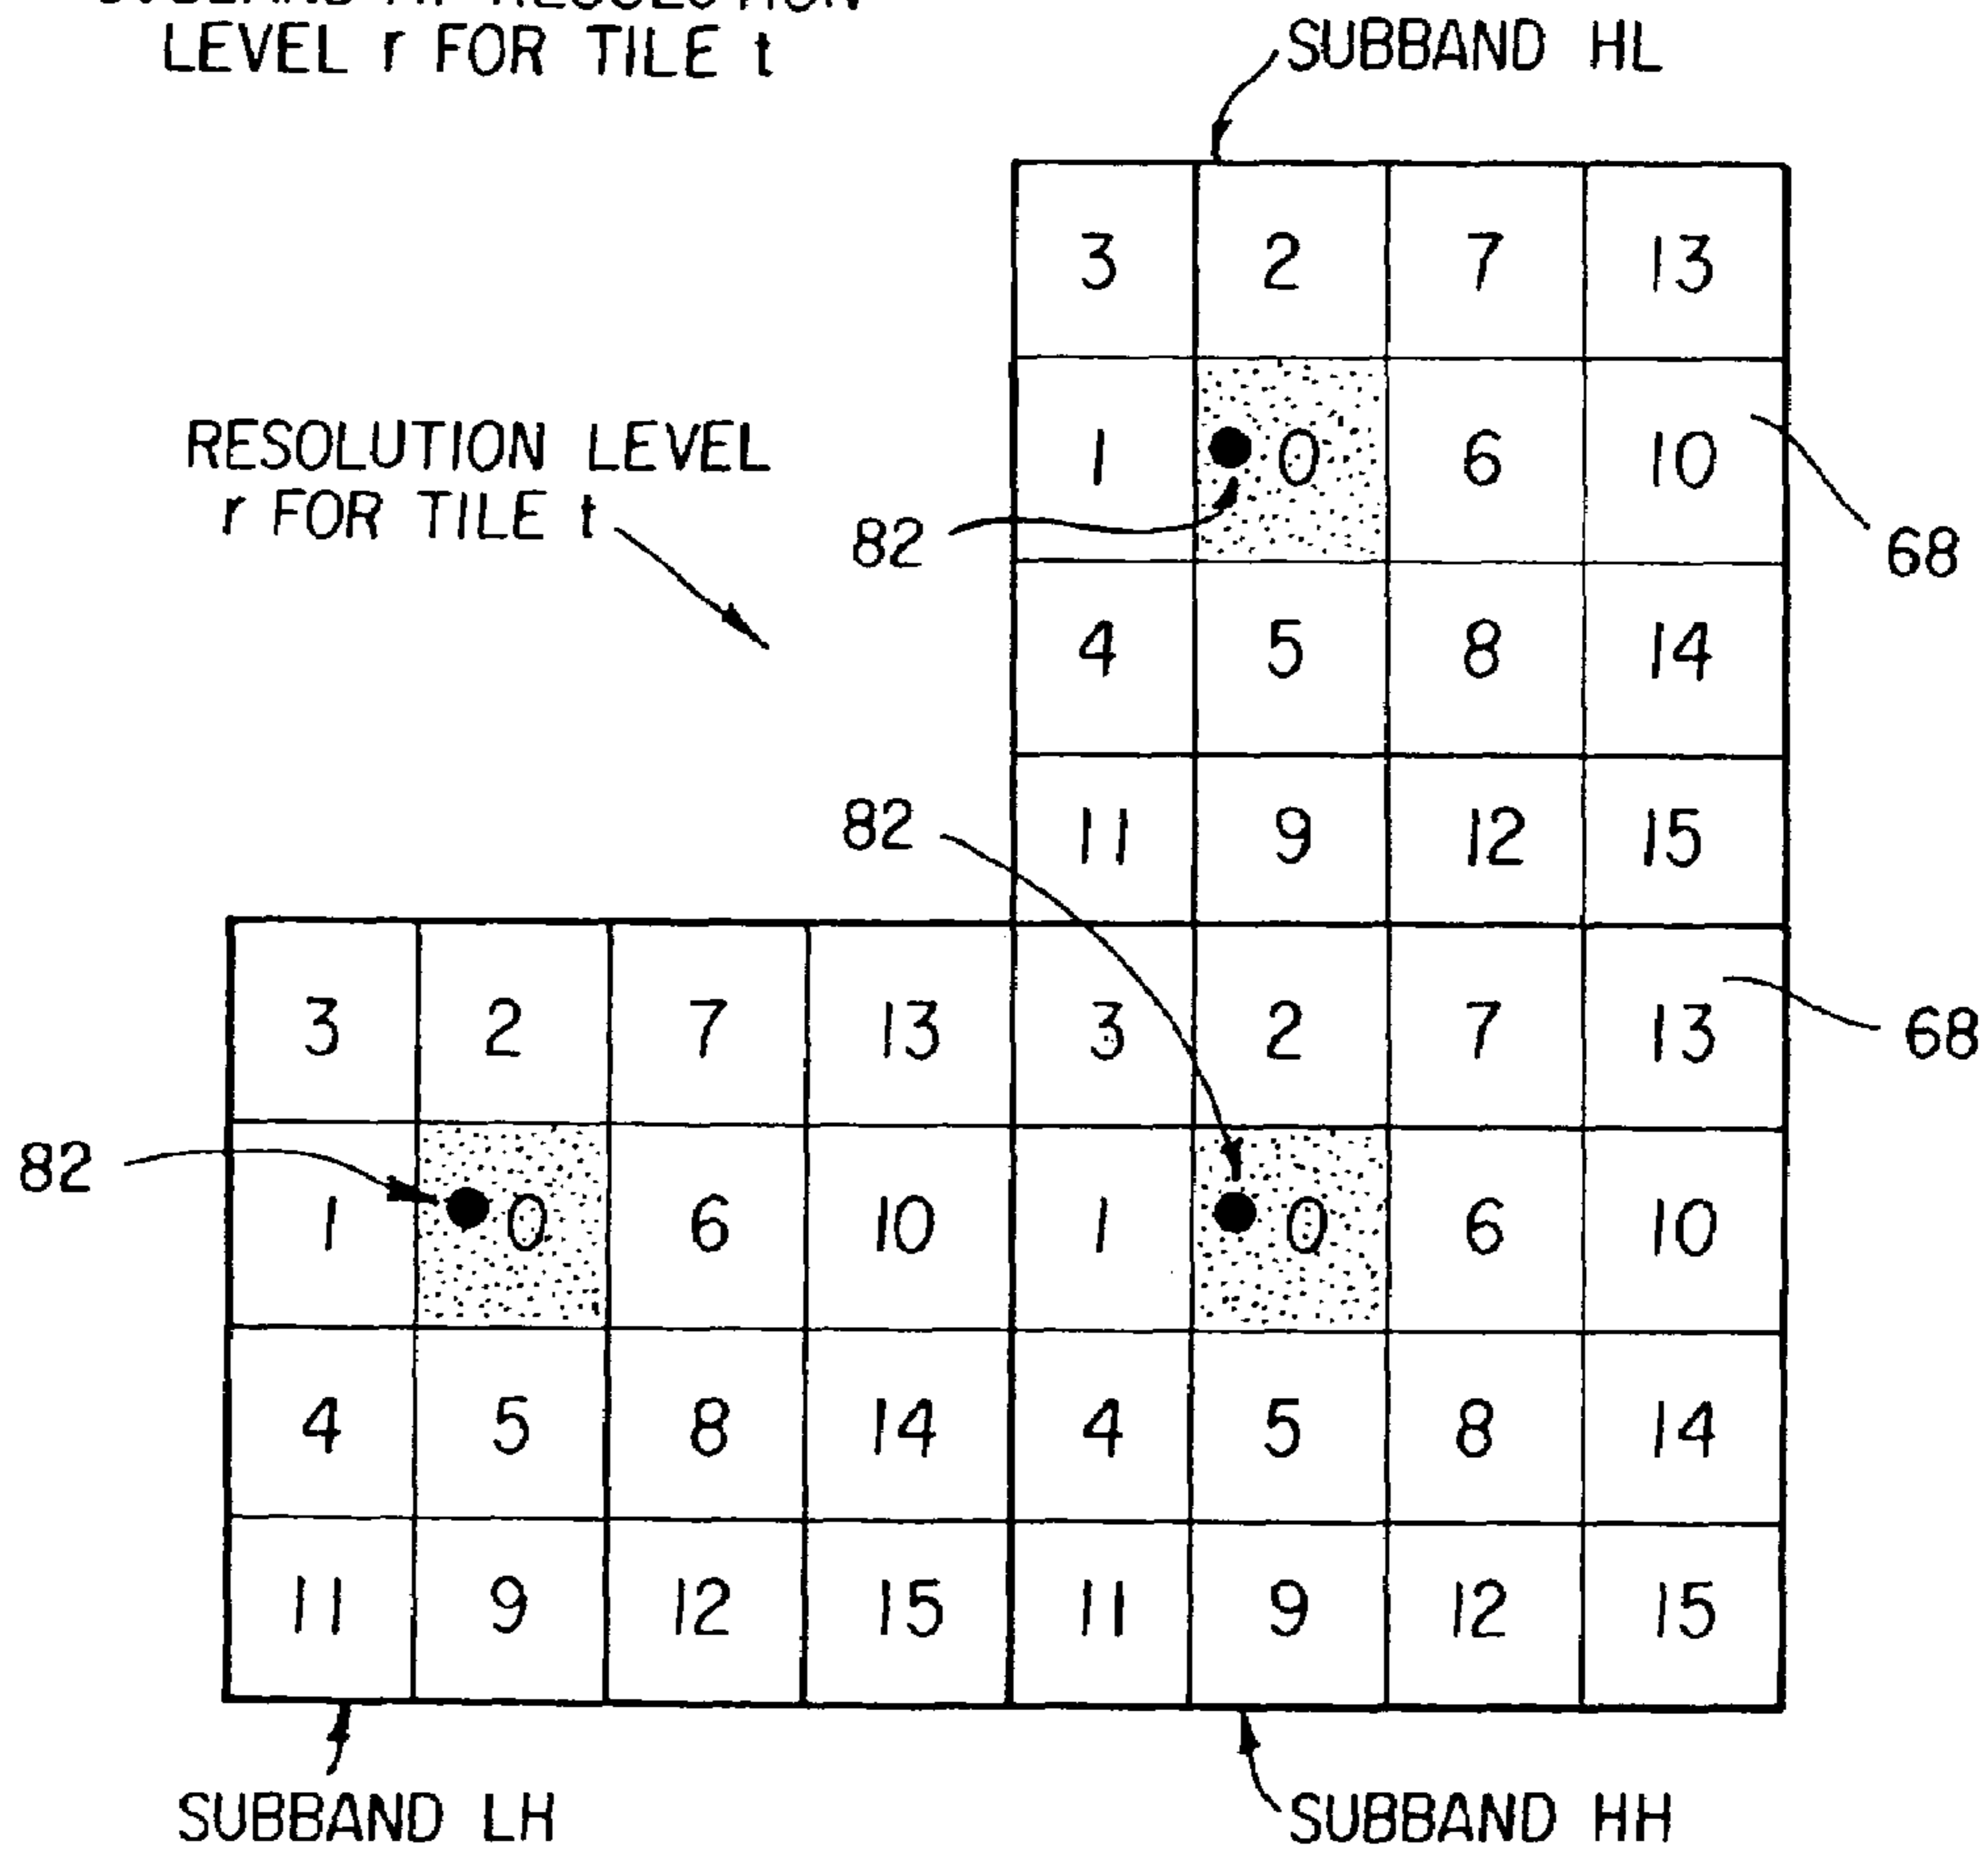 LEVEL r FOR TILE t
SUBBAND HL
3 2 7 13
RESOLUTION LEVEL
r FOR TILE t
1 0 6 10
82
68
4 5 8 14
82
11 9 12 15
3 2 7 13 3 2 7 13
68
82
1 0 6 10 1 0 6 10
4 5 8 14 4 5 8 14
11 9 12 15 11 9 12 15
SUBBAND LH
SUBBAND HH